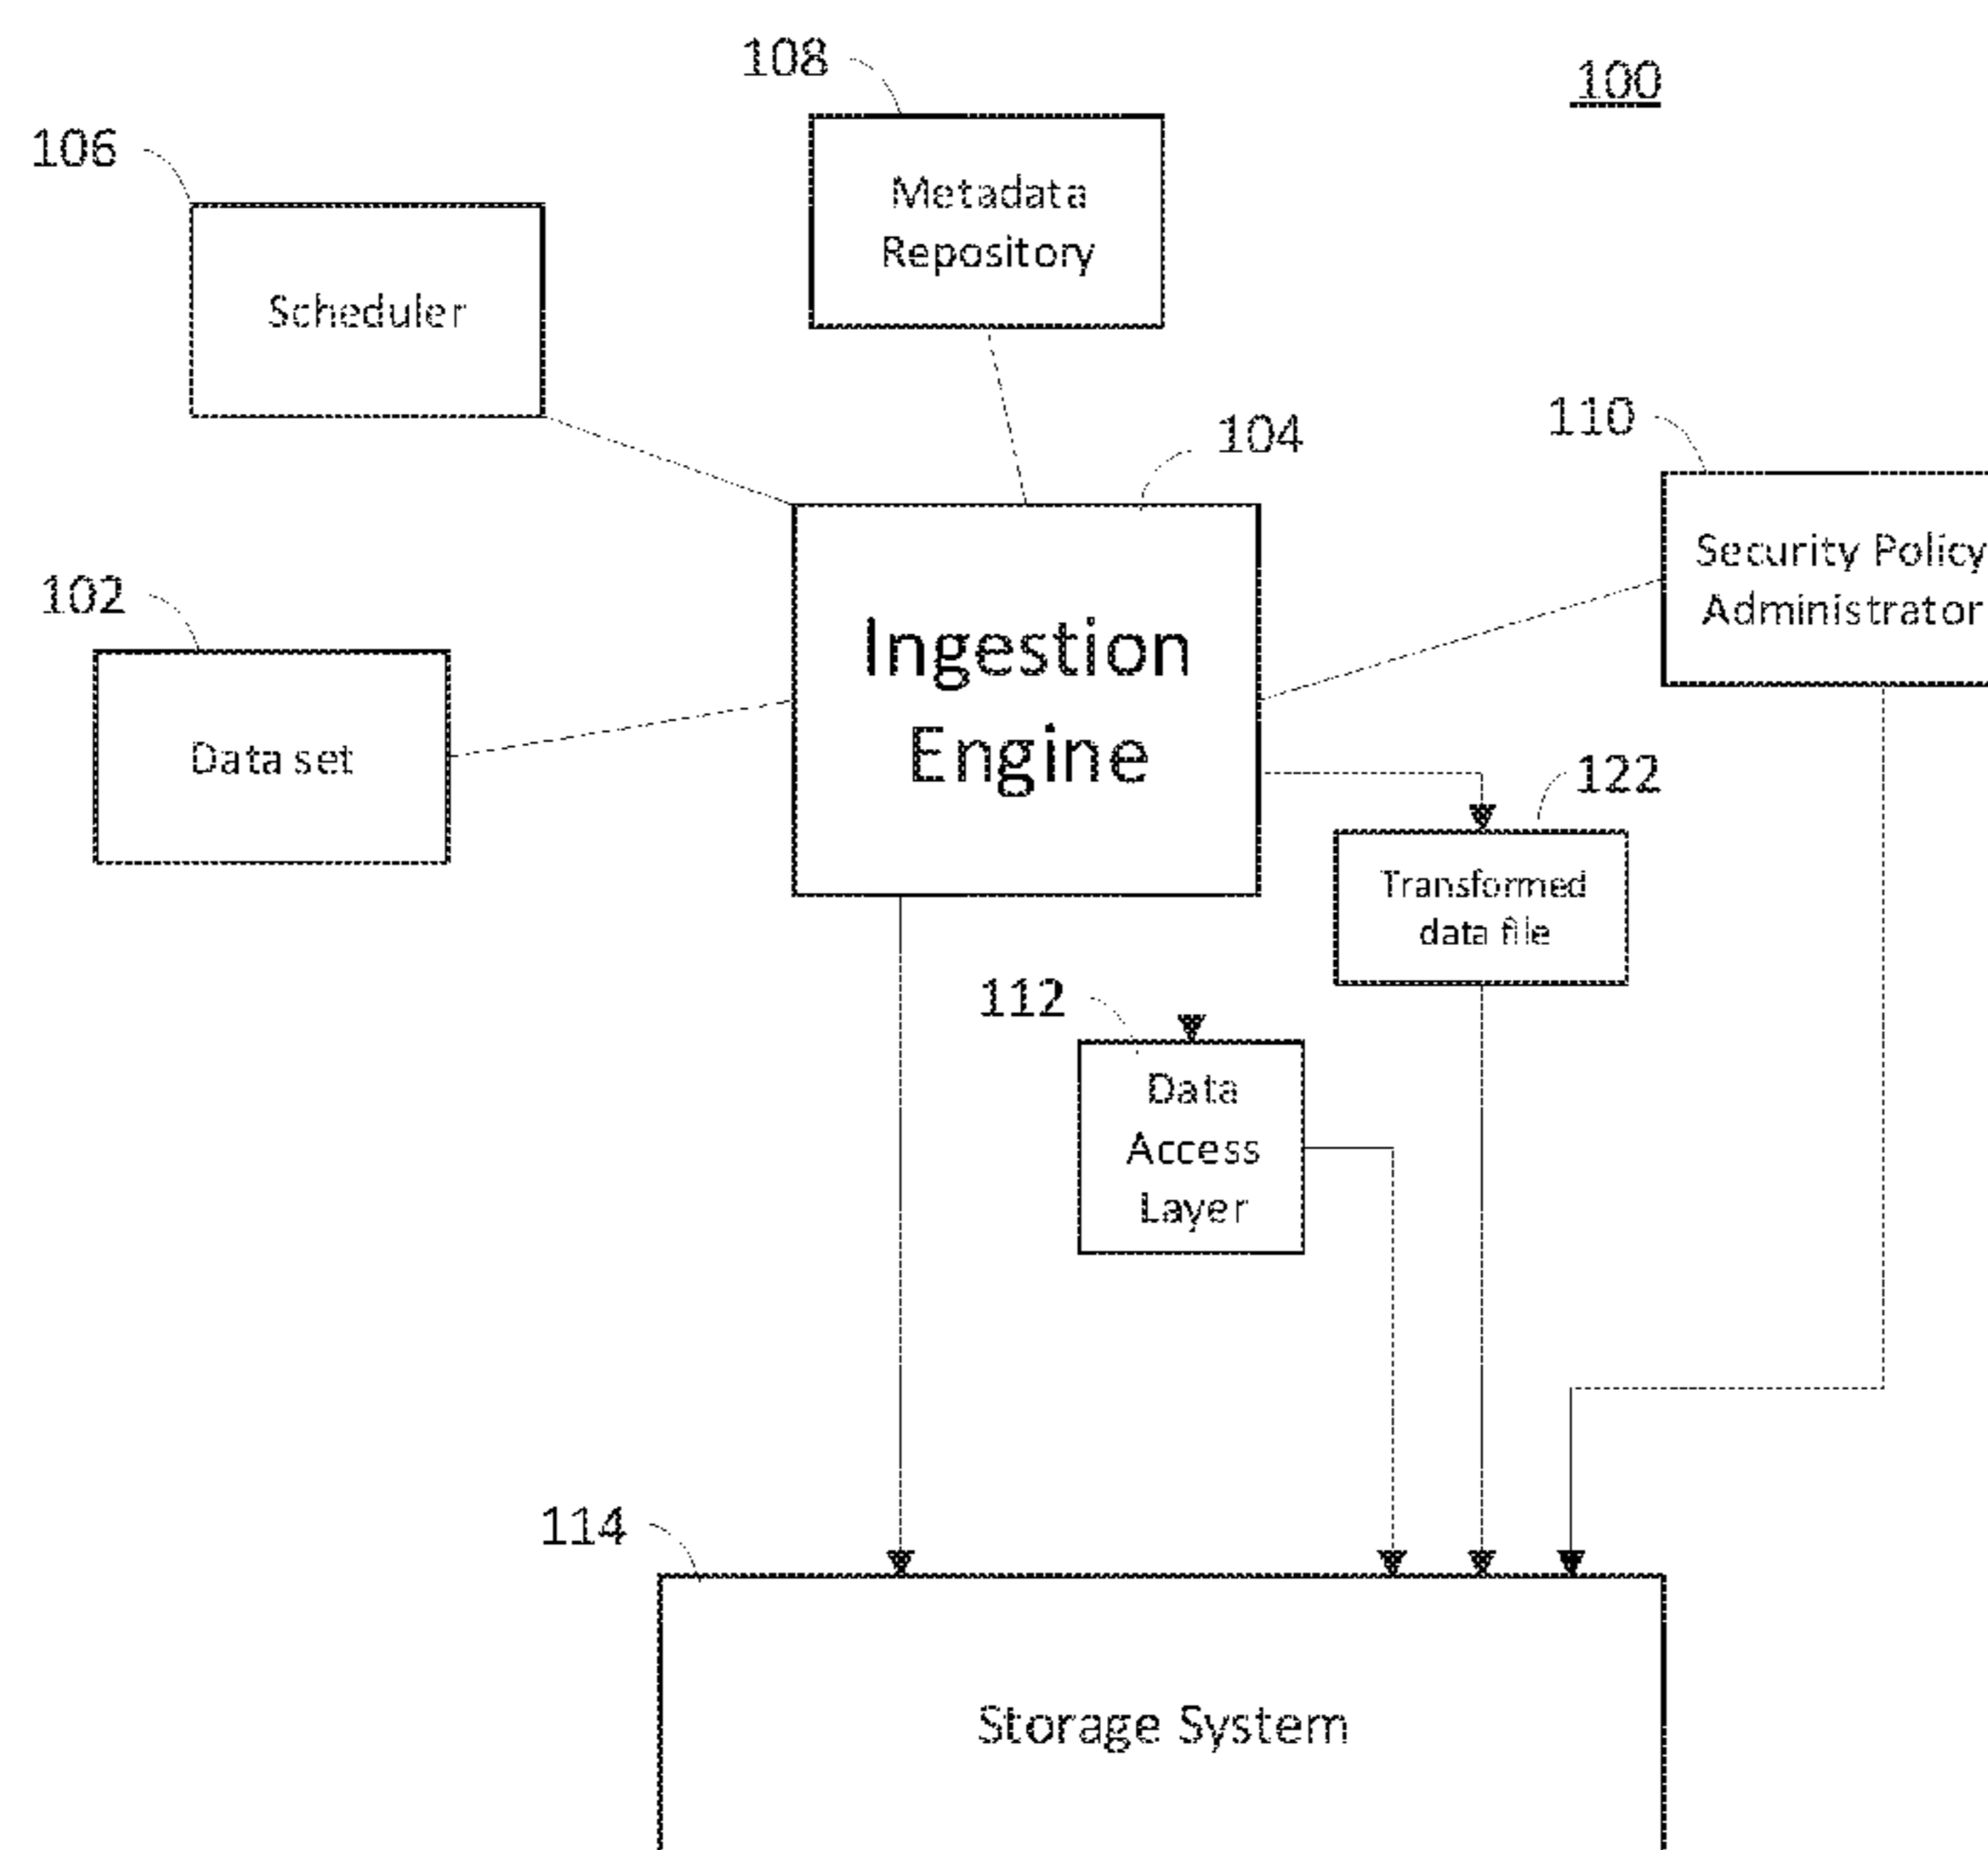 108
100
106
Metadata
Repository
Scheduler
104
110
Security Policy
Administrator
102
Ingestion
Engine
Data set
122
Transformed
data file
112
Data
Access
Layer
114
Storage System